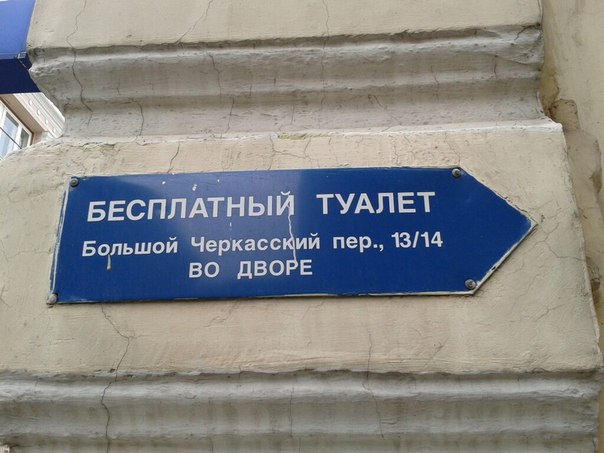 БЕСПЛАТНЫЙ ТУАЛЕТ
Большой Черкасский пер., 13/14
ВО ДВОРЕ